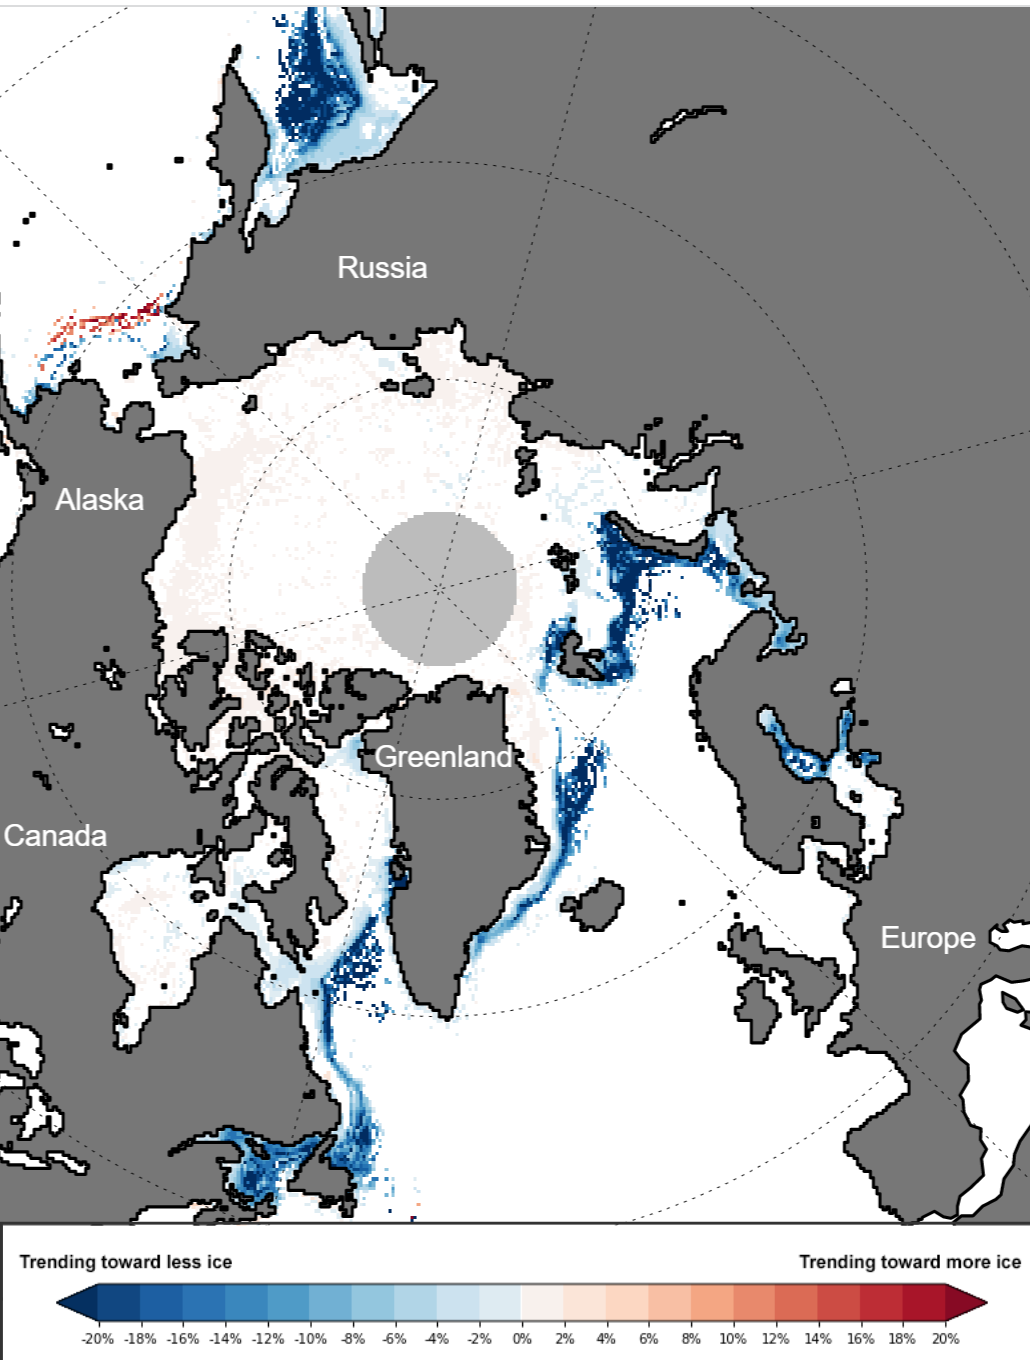 Russia
Alaska
Greenland
Canada
Europe
Trending toward less ice
Trending toward more ice
-20% -18% -16% -14% -12% -10% -8% -6% -4% -2% 0% 2% 4% 6% 8% 10% 12% 14% 16% 18% 20%